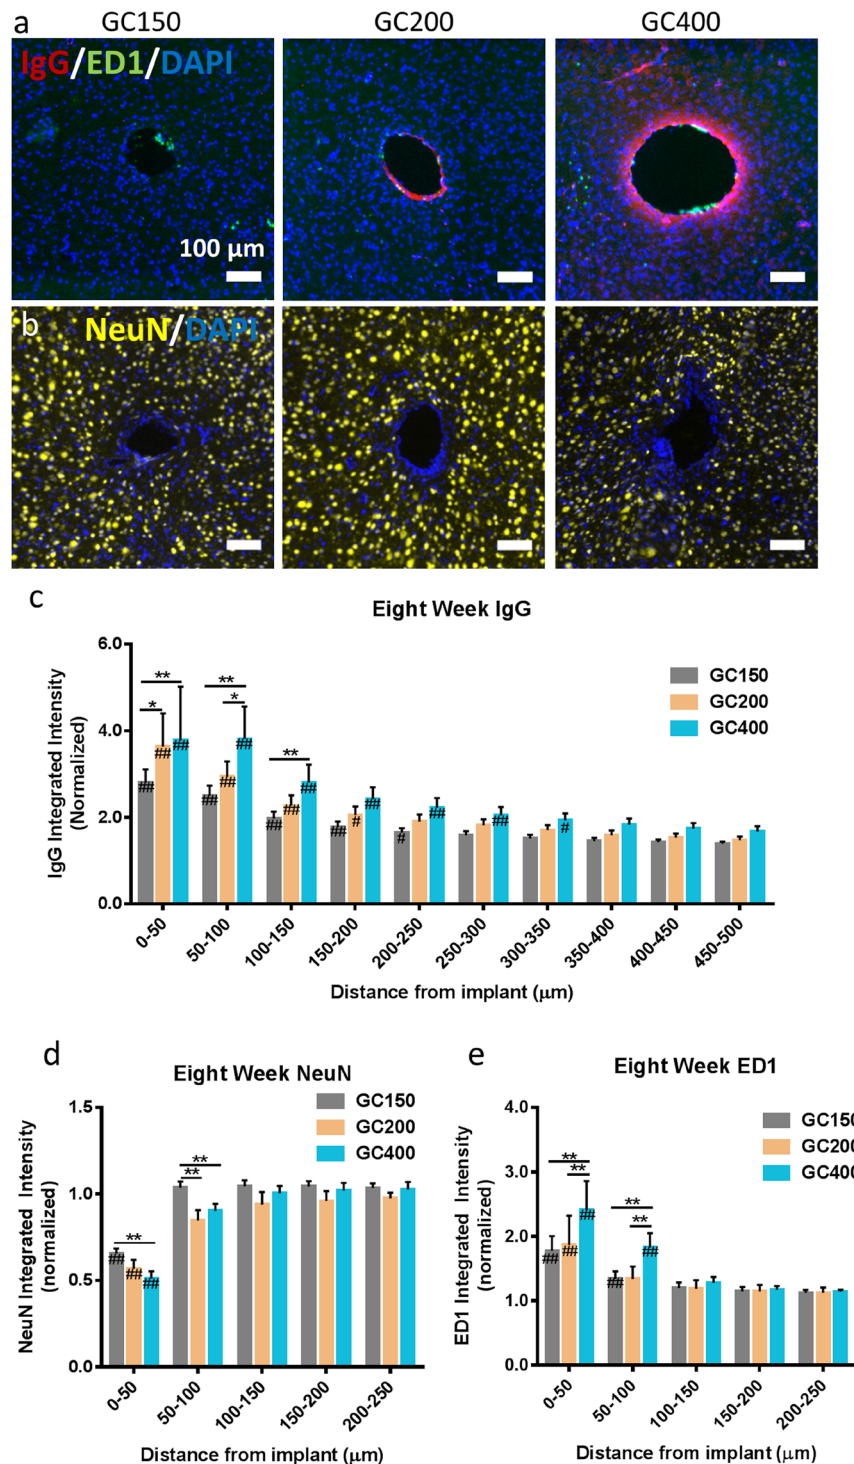 a
GC150 GC200 GC400
IgG/ED1/DAPI
100 µm
b
NeuN/DAPI
c
Eight Week IgG
IgG Integrated Intensity
(Normalized)
6.0
4.0
2.0
0.0
** * ** * **
GC150
GC200
GC400
## ## ## ## ## ## ## ## ## ## # ## # ## ## #
0-50 50-100 100-150 150-200 200-250 250-300 300-350 350-400 400-450 450-500
Distance from implant (µm)
d
Eight Week NeuN
NeuN Integrated Intensity
(normalized)
1.5
1.0
0.5
0.0
GC150
GC200
GC400
** ** **
## ## ##
0-50 50-100 100-150 150-200 200-250
Distance from implant (µm)
e
Eight Week ED1
ED1 Integrated Intensity
(normalized)
4.0
3.0
2.0
1.0
0.0
GC150
GC200
GC400
** ** ** **
## ## ## ## ##
0-50 50-100 100-150 150-200 200-250
Distance from implant (µm)